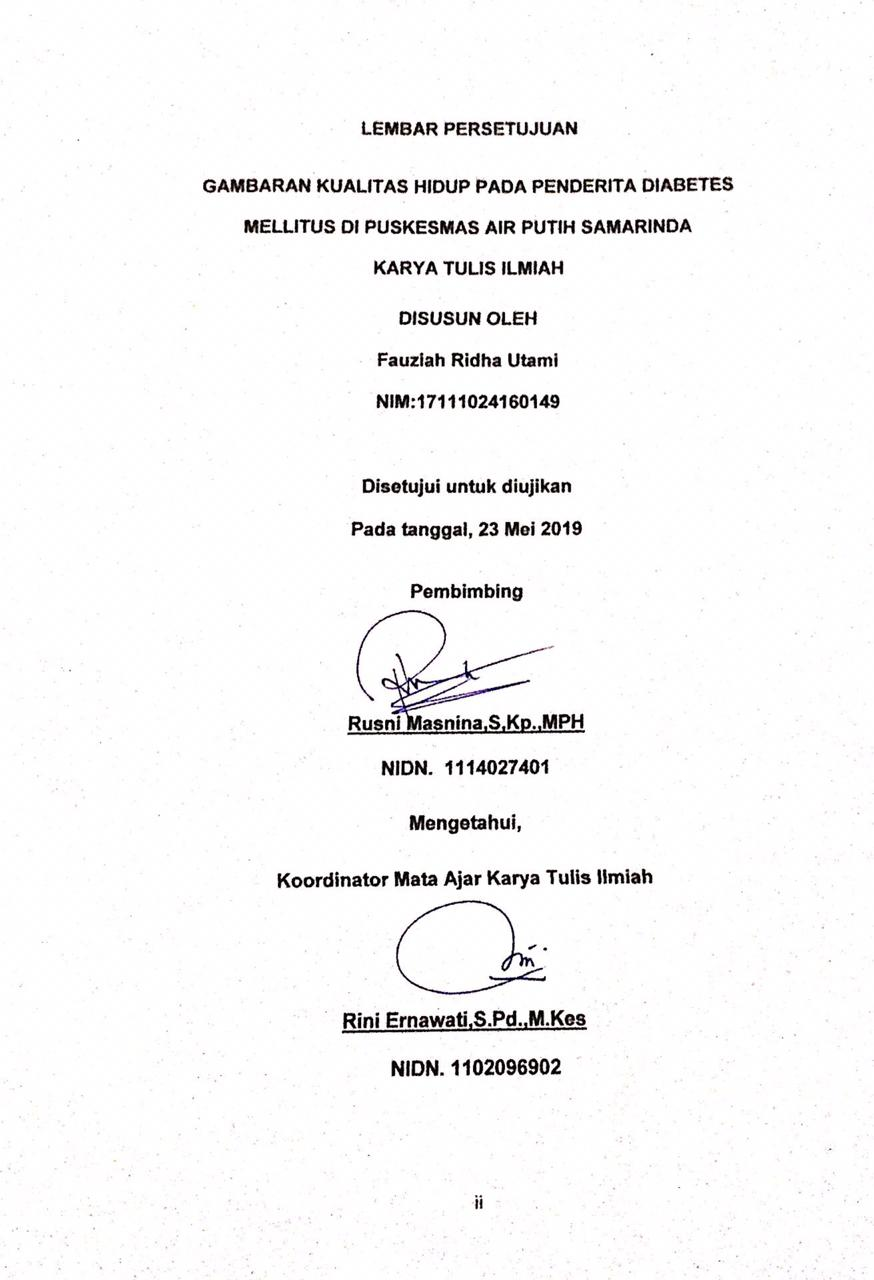 LEMBAR PERSETUJUAN
GAMBARAN KUALITAS HIDUP PADA PENDERITA DIABETES
MELLITUS DI PUSKESMAS AIR PUTIH SAMARINDA
KARYA TULIS ILMIAH
DISUSUN OLEH
Fauziah Ridha Utami
NIM:17111024160149
Disetujui untuk diujikan
Pada tanggal, 23 Mei 2019
Pembimbing
Rusni Masnina,S,Kp.,MPH
NIDN. 1114027401
Mengetahui,
Koordinator Mata Ajar Karya Tulis Ilmiah
Rini Ernawati,S.Pd.,M.Kes
NIDN. 1102096902
ii